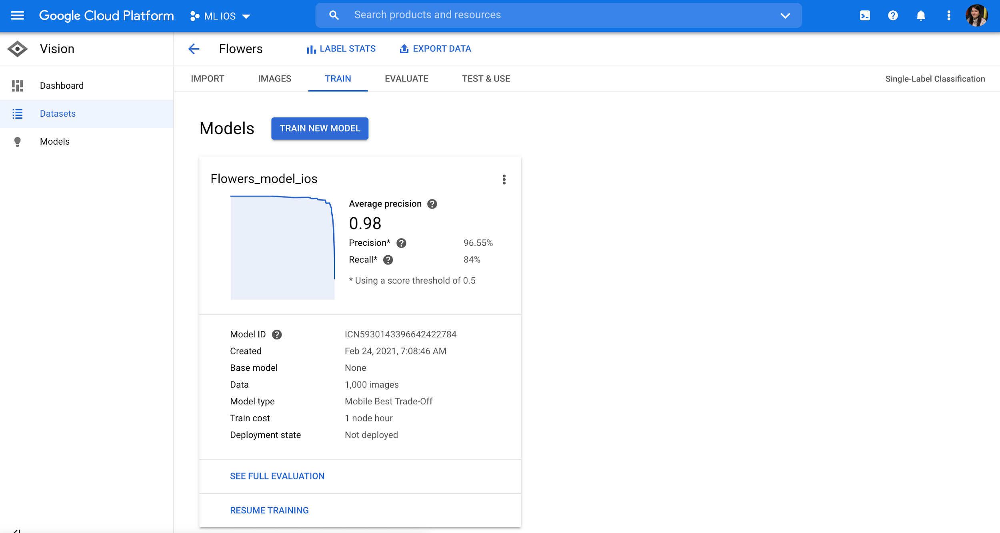 Google Cloud Platform
ML IOS
Search products and resources
Vision
Flowers
LABEL STATS
EXPORT DATA
IMPORT
IMAGES
TRAIN
EVALUATE
TEST & USE
Single-Label Classification
Dashboard
Datasets
Models
Models
TRAIN NEW MODEL
Flowers_model_ios
Average precision
0.98
Precision* 96.55%
Recall* 84%
* Using a score threshold of 0.5
Model ID ICN5930143396642422784
Created Feb 24, 2021, 7:08:46 AM
Base model None
Data 1,000 images
Model type Mobile Best Trade-Off
Train cost 1 node hour
Deployment state Not deployed
SEE FULL EVALUATION
RESUME TRAINING